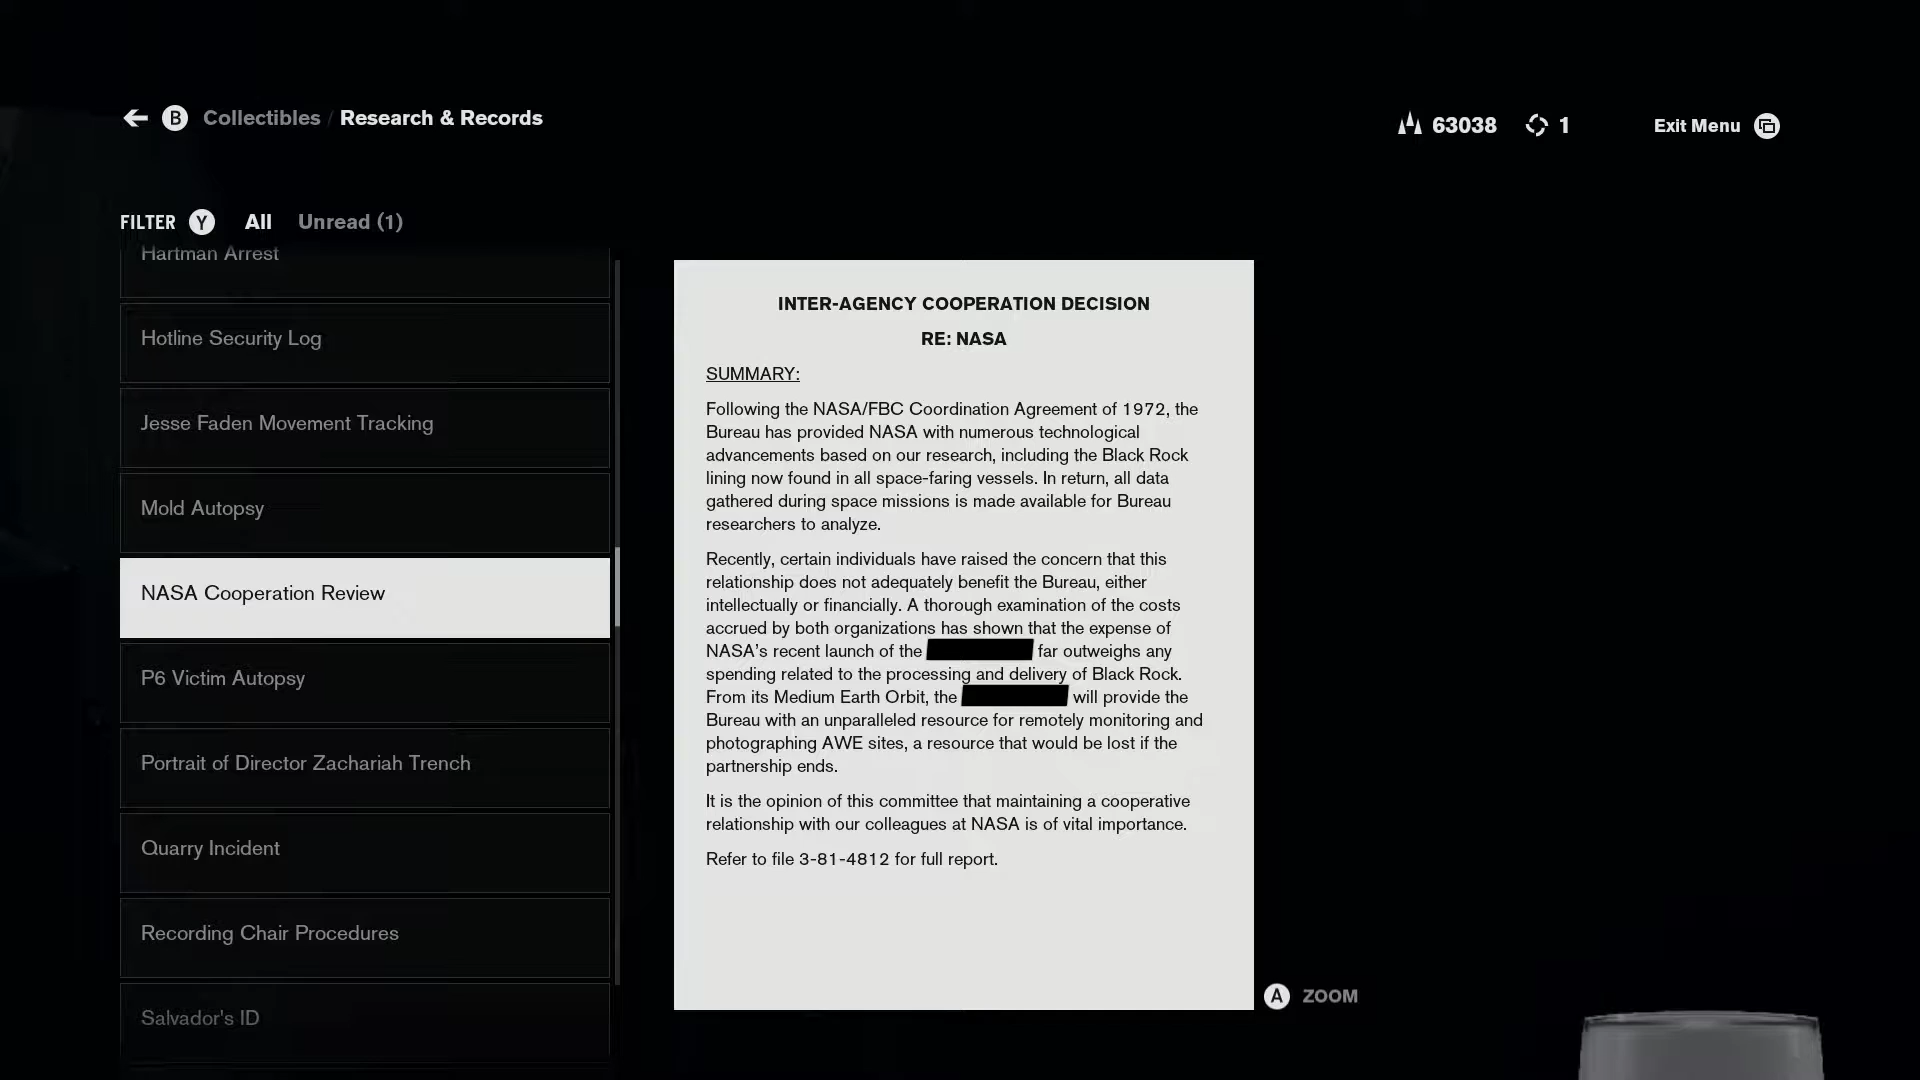 B Collectibles / Research & Records
63038 1 Exit Menu
FILTER Y All Unread (1)
Hartman Arrest
Hotline Security Log
Jesse Faden Movement Tracking
Mold Autopsy
NASA Cooperation Review
P6 Victim Autopsy
Portrait of Director Zachariah Trench
Quarry Incident
Recording Chair Procedures
Salvador's ID
INTER-AGENCY COOPERATION DECISION
RE: NASA
SUMMARY:
Following the NASA/FBC Coordination Agreement of 1972, the
Bureau has provided NASA with numerous technological
advancements based on our research, including the Black Rock
lining now found in all space-faring vessels. In return, all data
gathered during space missions is made available for Bureau
researchers to analyze.
Recently, certain individuals have raised the concern that this
relationship does not adequately benefit the Bureau, either
intellectually or financially. A thorough examination of the costs
accrued by both organizations has shown that the expense of
NASA's recent launch of the far outweighs any
spending related to the processing and delivery of Black Rock.
From its Medium Earth Orbit, the will provide the
Bureau with an unparalleled resource for remotely monitoring and
photographing AWE sites, a resource that would be lost if the
partnership ends.
It is the opinion of this committee that maintaining a cooperative
relationship with our colleagues at NASA is of vital importance.
Refer to file 3-81-4812 for full report.
A ZOOM